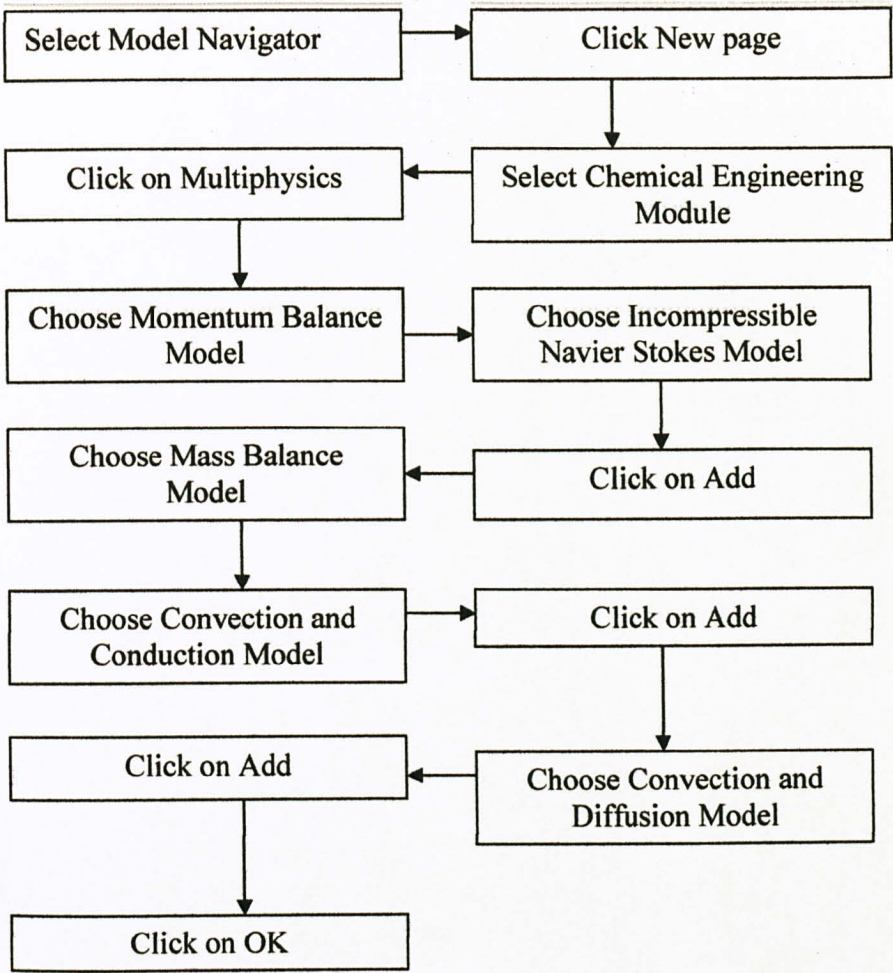 Select Model Navigator
Click New page
Select Chemical Engineering
Module
Click on Multiphysics
Choose Momentum Balance
Model
Choose Incompressible
Navier Stokes Model
Click on Add
Choose Mass Balance
Model
Choose Convection and
Conduction Model
Click on Add
Choose Convection and
Diffusion Model
Click on Add
Click on OK